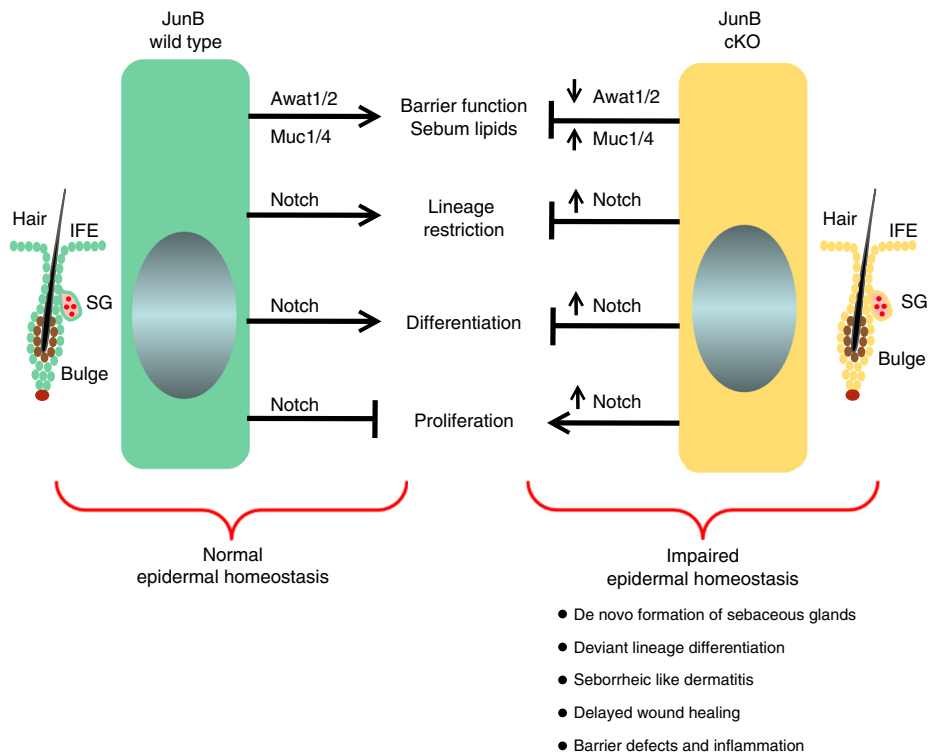 JunB
wild type
JunB
cKO
Awat1/2
Muc1/4
Barrier function
Sebum lipids
Awat1/2
Muc1/4
Notch
Lineage
restriction
Notch
Hair
IFE
SG
Bulge
Hair
IFE
SG
Bulge
Notch
Differentiation
Notch
Notch
Proliferation
Notch
Normal
epidermal homeostasis
Impaired
epidermal homeostasis
● De novo formation of sebaceous glands
● Deviant lineage differentiation
● Seborrheic like dermatitis
● Delayed wound healing
● Barrier defects and inflammation